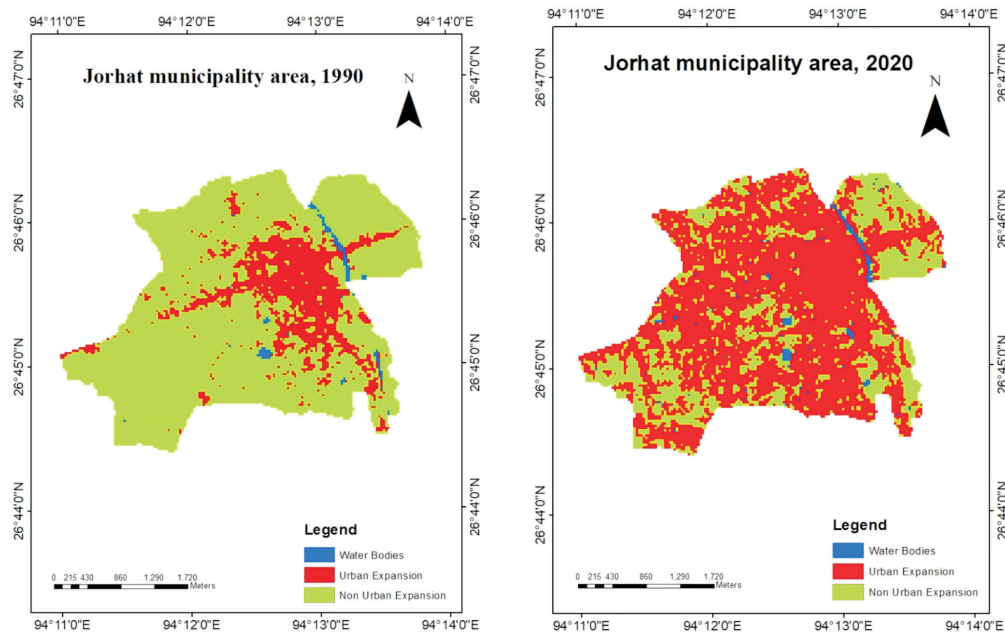 94°11'0"E 94°12'0"E 94°13'0"E 94°14'0"E
Jorhat municipality area, 1990
N
26°47'0"N 26°47'0"N
26°46'0"N 26°46'0"N
26°45'0"N 26°45'0"N
26°44'0"N 26°44'0"N
Legend
Water Bodies
Urban Expansion
Non Urban Expansion
0 215 430 860 1,290 1,720
Meters
94°11'0"E 94°12'0"E 94°13'0"E 94°14'0"E
94°11'0"E 94°12'0"E 94°13'0"E 94°14'0"E
Jorhat municipality area, 2020
N
26°47'0"N 26°47'0"N
26°46'0"N 26°46'0"N
26°45'0"N 26°45'0"N
26°44'0"N 26°44'0"N
Legend
Water Bodies
Urban Expansion
Non Urban Expansion
0 215 430 860 1,290 1,720
Meters
94°11'0"E 94°12'0"E 94°13'0"E 94°14'0"E